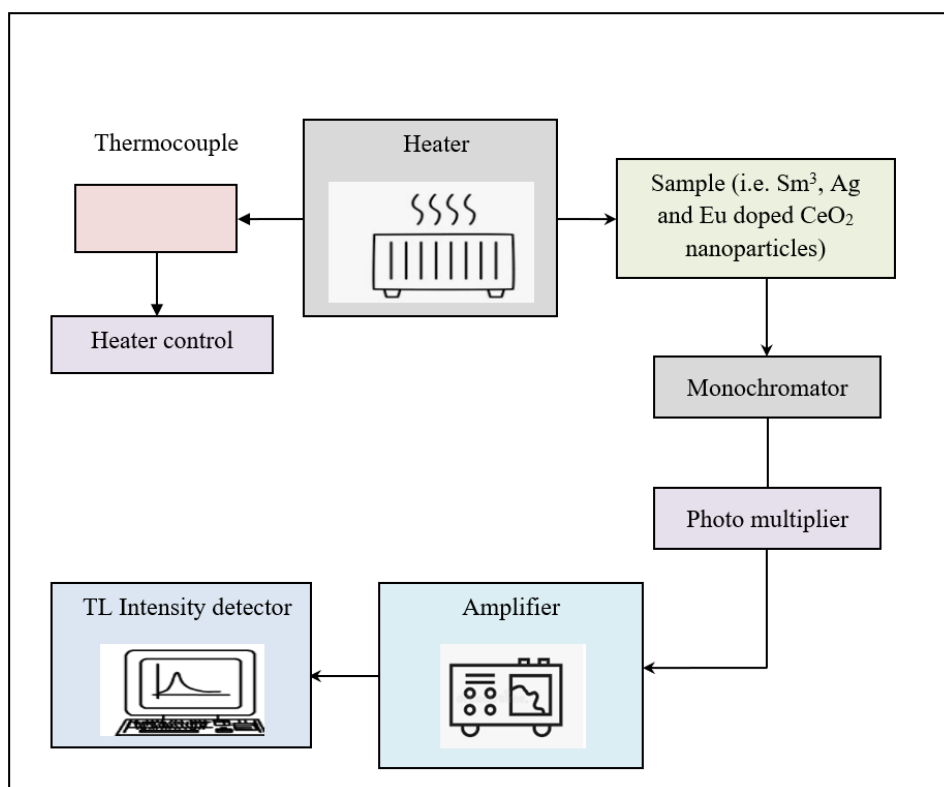 Thermocouple
Heater
Sample (i.e. Sm³, Ag
and Eu doped CeO₂
nanoparticles)
Heater control
Monochromator
Photo multiplier
TL Intensity detector
Amplifier